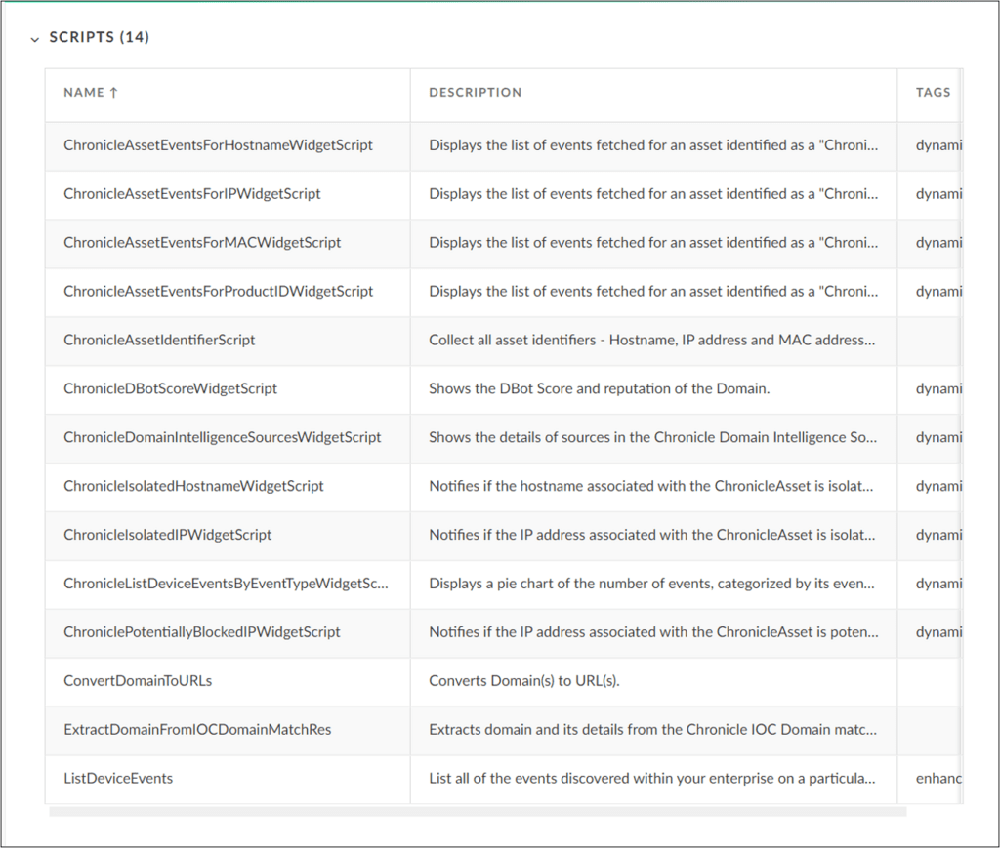 SCRIPTS (14)
NAME ↑ DESCRIPTION TAGS
ChronicleAssetEventsForHostnameWidgetScript Displays the list of events fetched for an asset identified as a "Chroni... dynami
ChronicleAssetEventsForIPWidgetScript Displays the list of events fetched for an asset identified as a "Chroni... dynami
ChronicleAssetEventsForMACWidgetScript Displays the list of events fetched for an asset identified as a "Chroni... dynami
ChronicleAssetEventsForProductIDWidgetScript Displays the list of events fetched for an asset identified as a "Chroni... dynami
ChronicleAssetIdentifierScript Collect all asset identifiers - Hostname, IP address and MAC address...
ChronicleDBotScoreWidgetScript Shows the DBot Score and reputation of the Domain. dynami
ChronicleDomainIntelligenceSourcesWidgetScript Shows the details of sources in the Chronicle Domain Intelligence So... dynami
ChronicleIsolatedHostnameWidgetScript Notifies if the hostname associated with the ChronicleAsset is isolat... dynami
ChronicleIsolatedIPWidgetScript Notifies if the IP address associated with the ChronicleAsset is isolat... dynami
ChronicleListDeviceEventsByEventTypeWidgetSc... Displays a pie chart of the number of events, categorized by its even... dynami
ChroniclePotentiallyBlockedIPWidgetScript Notifies if the IP address associated with the ChronicleAsset is poten... dynami
ConvertDomainToURLs Converts Domain(s) to URL(s).
ExtractDomainFromIOCDomainMatchRes Extracts domain and its details from the Chronicle IOC Domain matc...
ListDeviceEvents List all of the events discovered within your enterprise on a particula... enhanc